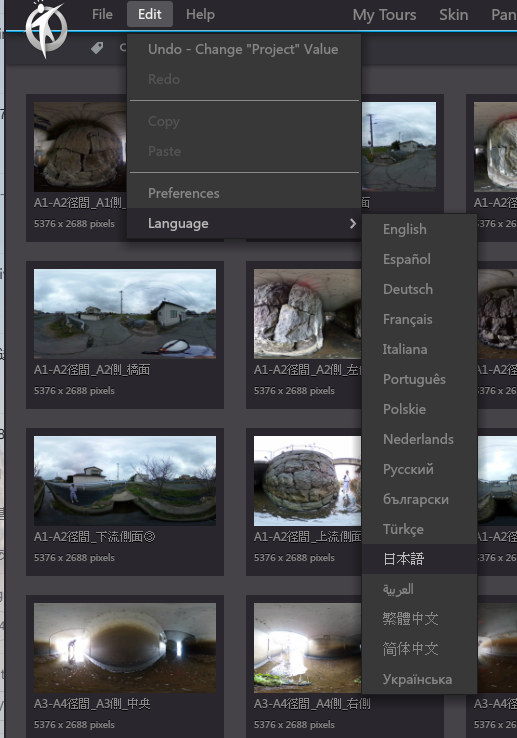 File Edit Help My Tours Skin Pan
Undo - Change "Project" Value
Redo
Copy
Paste
Preferences
Language
English
Español
Deutsch
Français
Italiana
Português
Polskie
Nederlands
Русский
български
Türkçe
日本語
العربية
繁體中文
简体中文
Українська
A1-A2径間_A1側_
面
5376 x 2688 pixels
A1-A2径間_A2側_橋面
A1-A2径間_A2側_左
5376 x 2688 pixels
5376 x 2688 pixels
A1-A2
5376 x
A1-A2径間_下流側面
A1-A2径間_上流側面
5376 x 2688 pixels
5376 x 2688 pixels
A1-A2
5376 x
A3-A4径間_A3側_中央
A3-A4径間_A4側_右側
5376 x 2688 pixels
5376 x 2688 pixels
A3-A4
5376 x